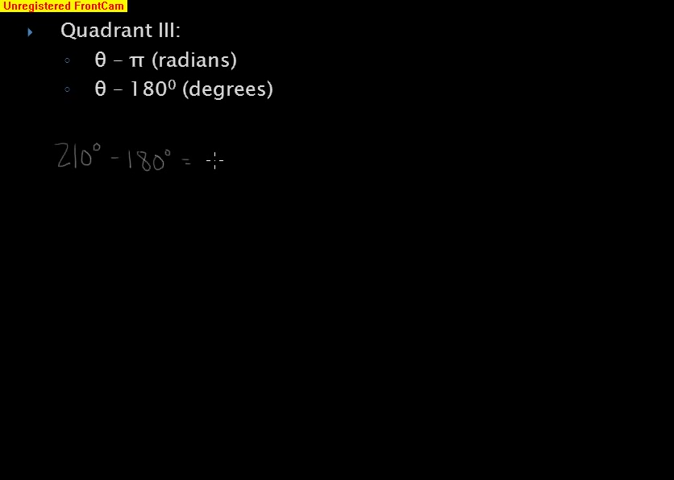 Unregistered FrontCam
Quadrant III:
θ – π (radians)
θ – 180⁰ (degrees)
210° - 180° =